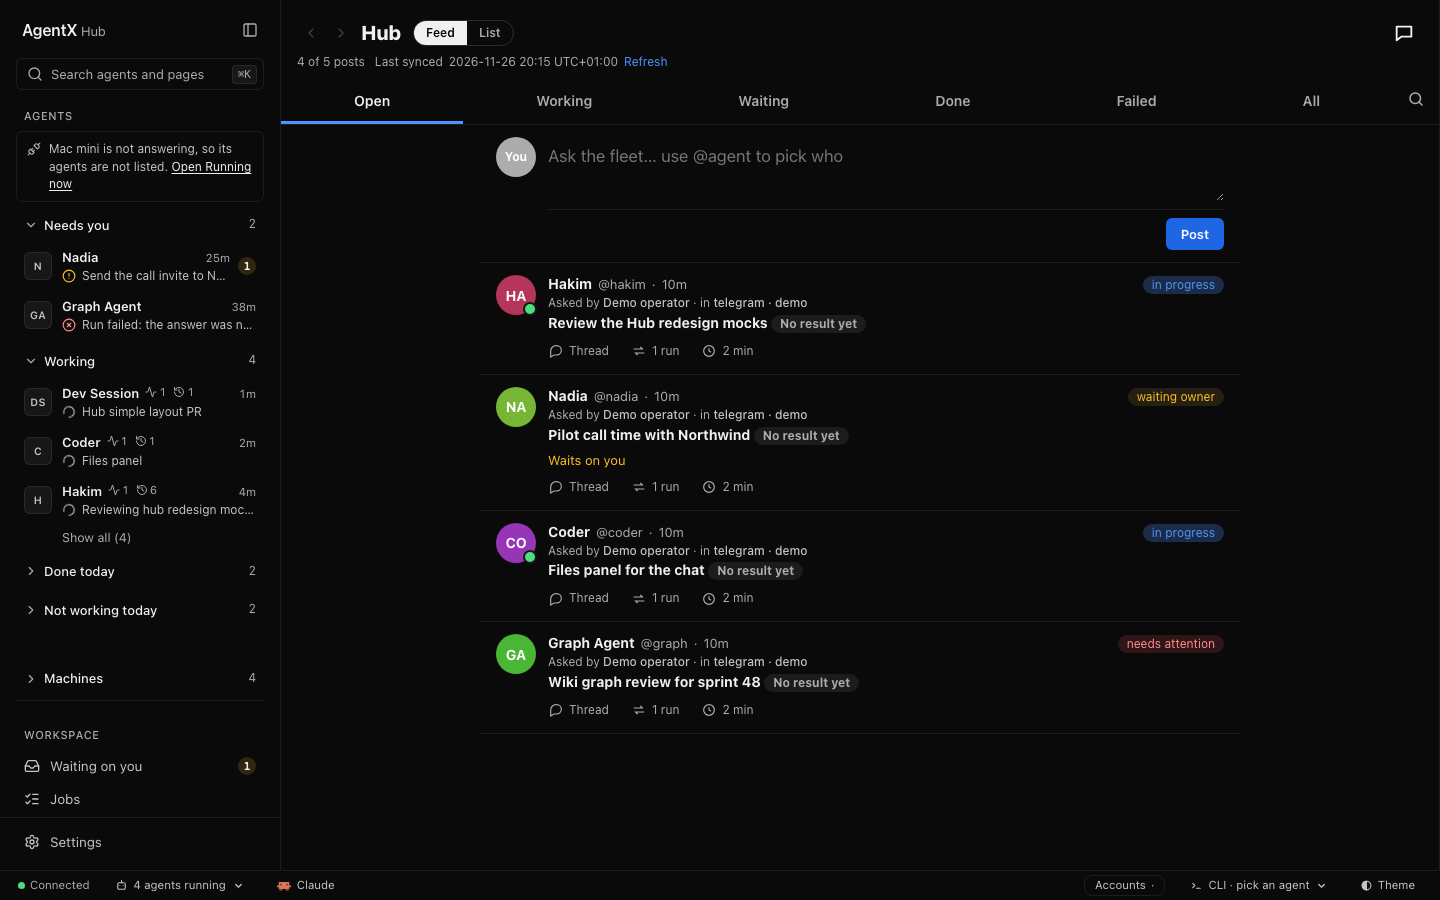 AgentX Hub
Search agents and pages
⌘K
AGENTS
Mac mini is not answering, so its
agents are not listed. Open Running
now
Needs you 2
Nadia 25m
Send the call invite to N... 1
Graph Agent 38m
Run failed: the answer was n...
Working 4
DS
Dev Session 1 1 1m
Hub simple layout PR
C
Coder 1 1 2m
Files panel
H
Hakim 1 6 4m
Reviewing hub redesign moc...
Show all (4)
Done today 2
Not working today 2
Machines 4
WORKSPACE
Waiting on you 1
Jobs
Settings
Hub
Feed List
4 of 5 posts Last synced 2026-11-26 20:15 UTC+01:00 Refresh
Open Working Waiting Done Failed All
You
Ask the fleet... use @agent to pick who
Post
HA
Hakim @hakim · 10m in progress
Asked by Demo operator · in telegram · demo
Review the Hub redesign mocks No result yet
Thread 1 run 2 min
NA
Nadia @nadia · 10m waiting owner
Asked by Demo operator · in telegram · demo
Pilot call time with Northwind No result yet
Waits on you
Thread 1 run 2 min
CO
Coder @coder · 10m in progress
Asked by Demo operator · in telegram · demo
Files panel for the chat No result yet
Thread 1 run 2 min
GA
Graph Agent @graph · 10m needs attention
Asked by Demo operator · in telegram · demo
Wiki graph review for sprint 48 No result yet
Thread 1 run 2 min
Connected 4 agents running Claude Accounts · CLI · pick an agent Theme
N
GA